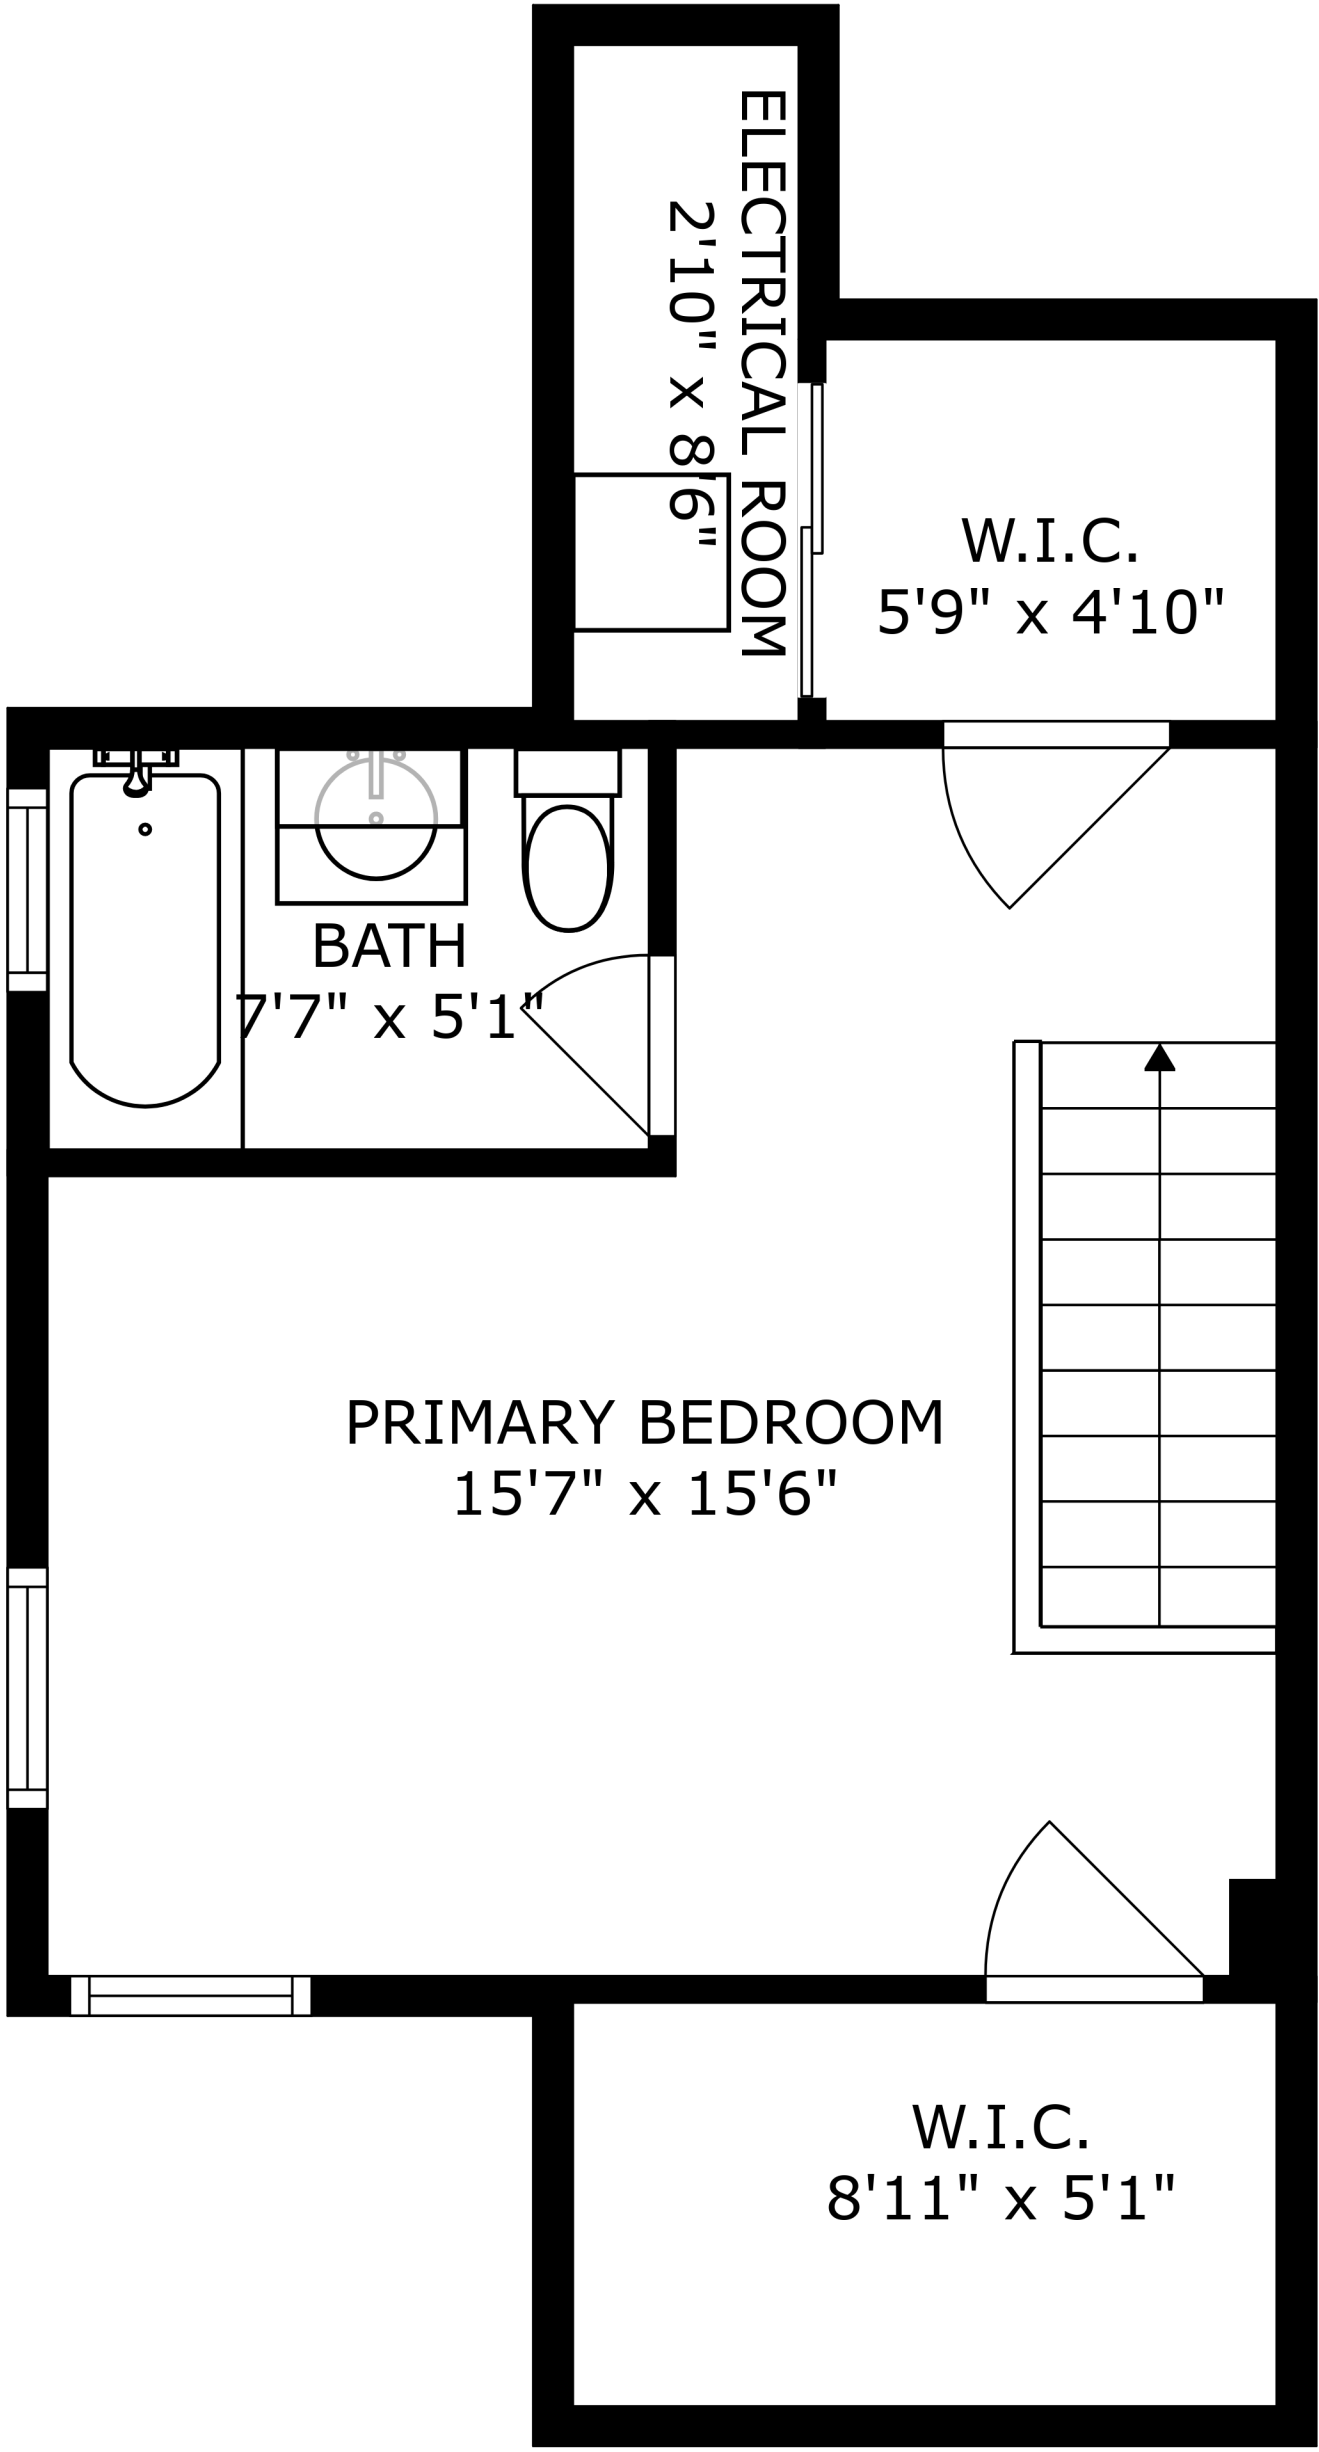 ELECTRICAL ROOM
2'10" x 8'6"
W.I.C.
5'9" x 4'10"
BATH
7'7" x 5'1"
PRIMARY BEDROOM
15'7" x 15'6"
W.I.C.
8'11" x 5'1"